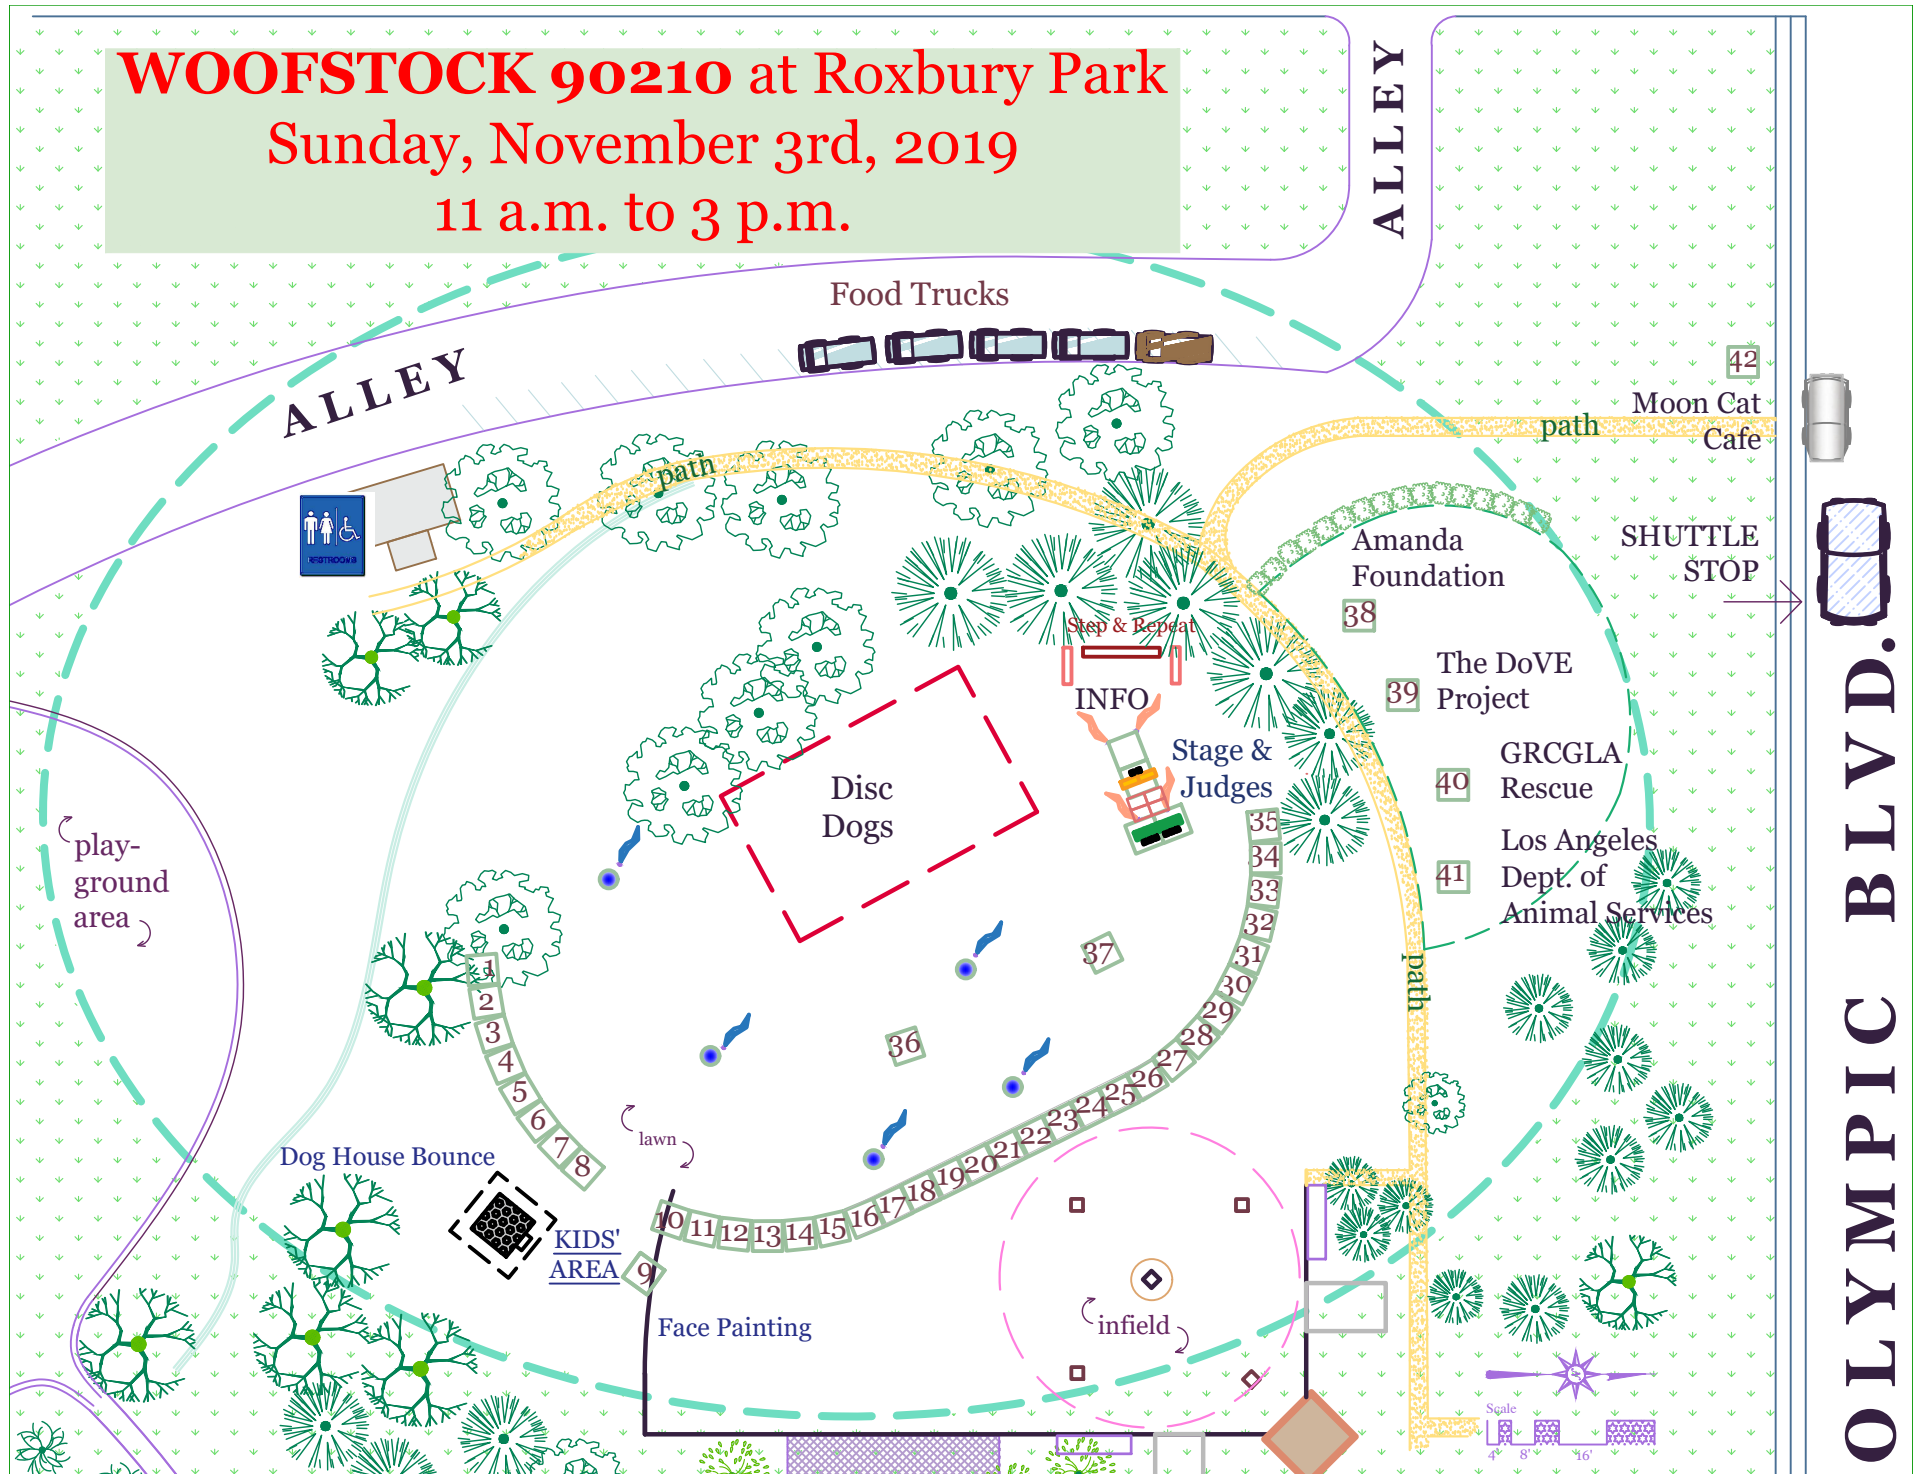 WOOFSTOCK 90210 at Roxbury Park
Sunday, November 3rd, 2019
11 a.m. to 3 p.m.
ALLEY
Food Trucks
ALLEY
42
Moon Cat
Cafe
path
path
RESTROOMS
SHUTTLE
STOP
Amanda
Foundation
38
Step & Repeat
INFO
The DoVE
Project
39
Stage &
Judges
GRCGLA
Rescue
40
Disc
Dogs
Los Angeles
Dept. of
Animal Services
41
play-
ground
area
path
OLYMPIC BLVD.
1
2
3
4
5
6
7
8
9
10
11
12
13
14
15
16
17
18
19
20
21
22
23
24
25
26
27
28
29
30
31
32
33
34
35
36
37
lawn
Dog House Bounce
KIDS'
AREA
Face Painting
infield
N
Scale
4' 8' 16'